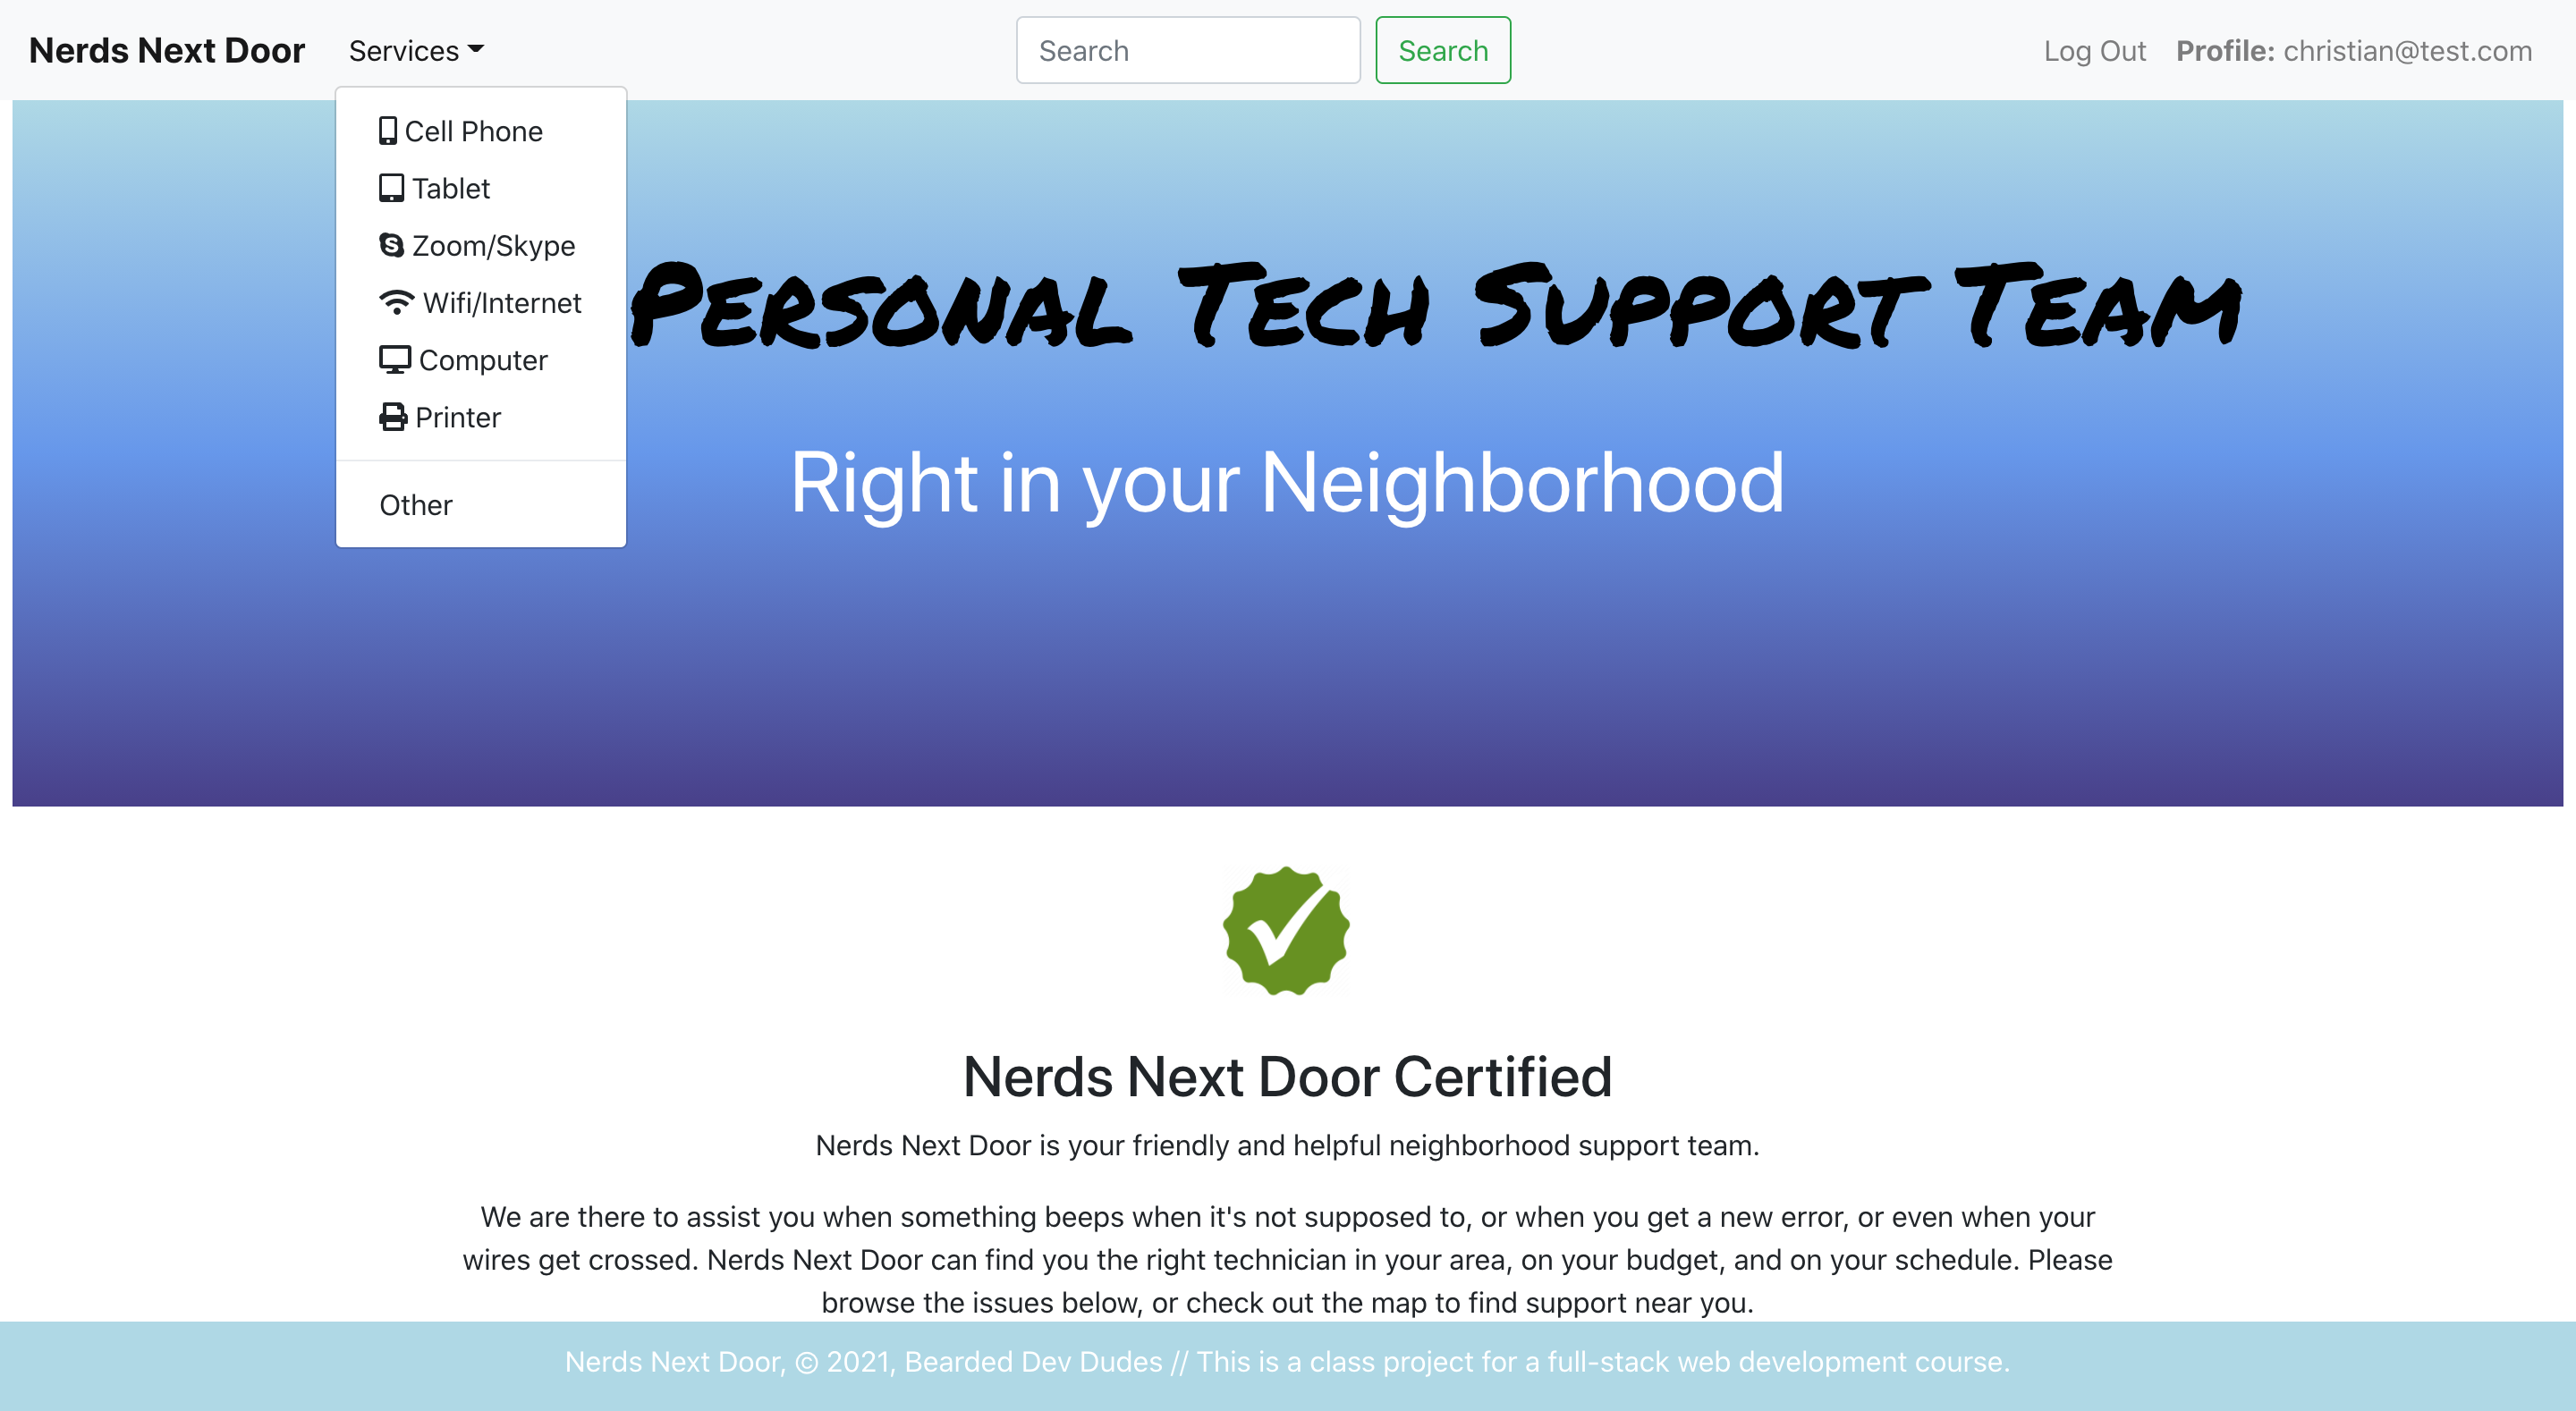 Nerds Next Door Services Search Search Log Out Profile: christian@test.com
Cell Phone
Tablet
Zoom/Skype
Wifi/Internet
Computer
Printer
Other
Personal Tech Support Team
Right in your Neighborhood
Nerds Next Door Certified
Nerds Next Door is your friendly and helpful neighborhood support team.
We are there to assist you when something beeps when it's not supposed to, or when you get a new error, or even when your
wires get crossed. Nerds Next Door can find you the right technician in your area, on your budget, and on your schedule. Please
browse the issues below, or check out the map to find support near you.
Nerds Next Door, © 2021, Bearded Dev Dudes // This is a class project for a full-stack web development course.